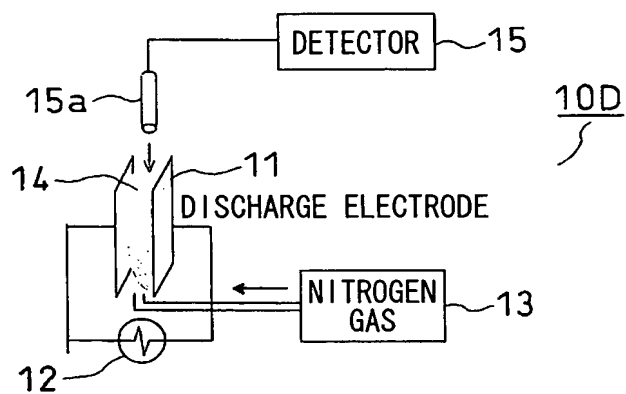 DETECTOR
15
15a
10D
14
11
DISCHARGE ELECTRODE
NITROGEN
GAS
13
12